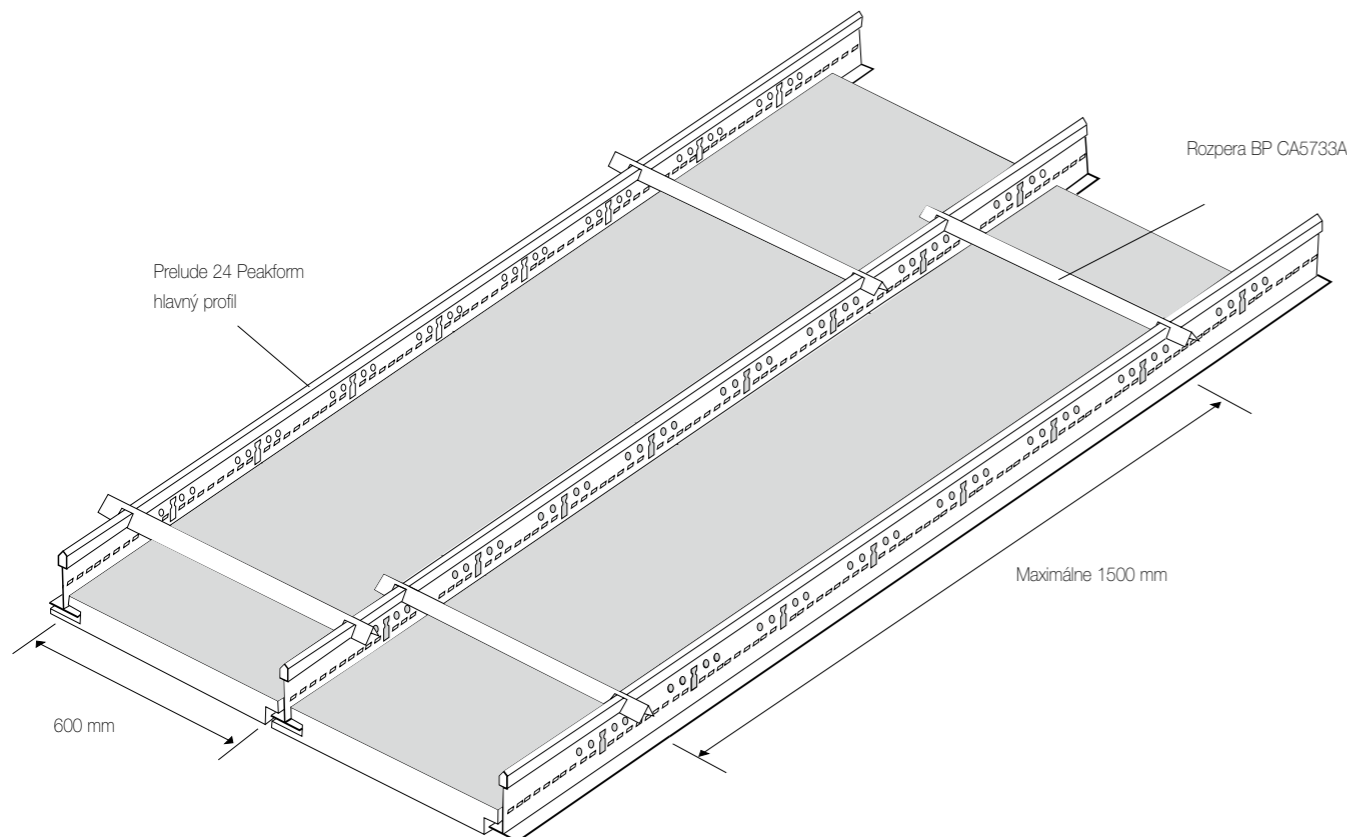 Rozpera BP CA5733A
Prelude 24 Peakform
hlavný profil
Maximálne 1500 mm
600 mm